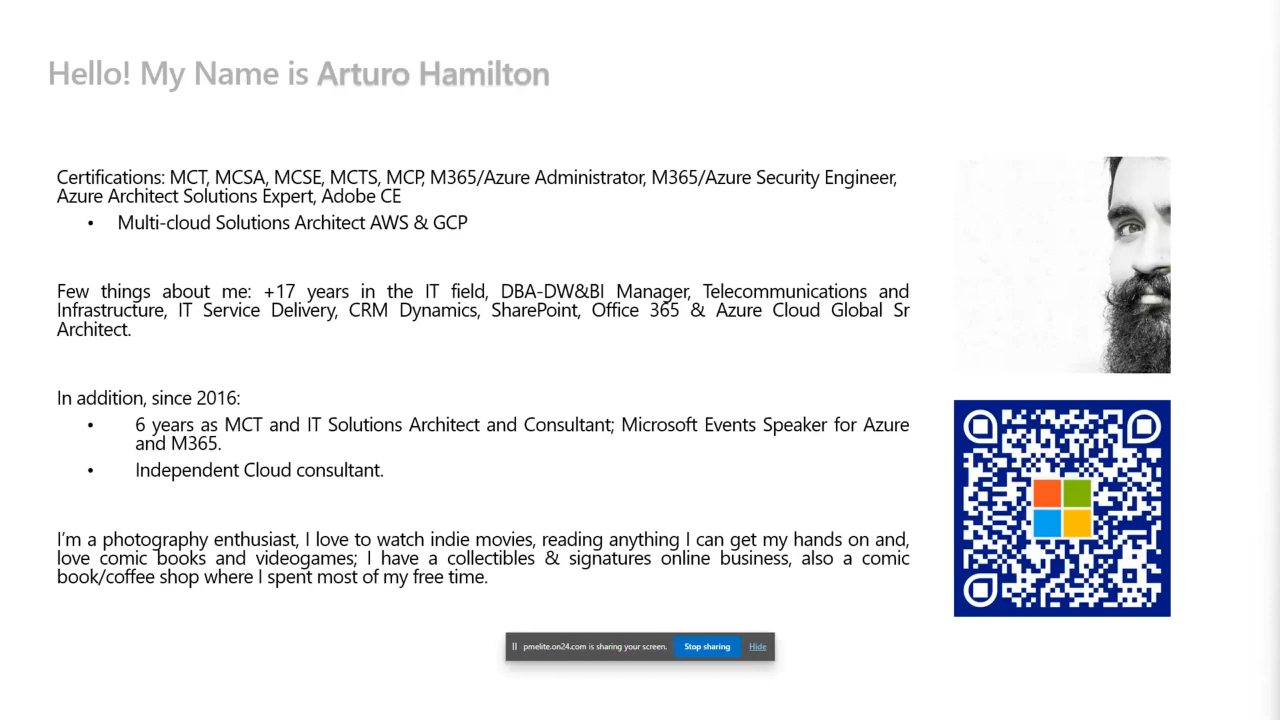 Hello! My Name is Arturo Hamilton
Certifications: MCT, MCSA, MCSE, MCTS, MCP, M365/Azure Administrator, M365/Azure Security Engineer,
Azure Architect Solutions Expert, Adobe CE
• Multi-cloud Solutions Architect AWS & GCP
Few things about me: +17 years in the IT field, DBA-DW&BI Manager, Telecommunications and
Infrastructure, IT Service Delivery, CRM Dynamics, SharePoint, Office 365 & Azure Cloud Global Sr
Architect.
In addition, since 2016:
• 6 years as MCT and IT Solutions Architect and Consultant; Microsoft Events Speaker for Azure
and M365.
• Independent Cloud consultant.
I'm a photography enthusiast, I love to watch indie movies, reading anything I can get my hands on and,
love comic books and videogames; I have a collectibles & signatures online business, also a comic
book/coffee shop where I spent most of my free time.
pmelite.on24.com is sharing your screen. Stop sharing Hide